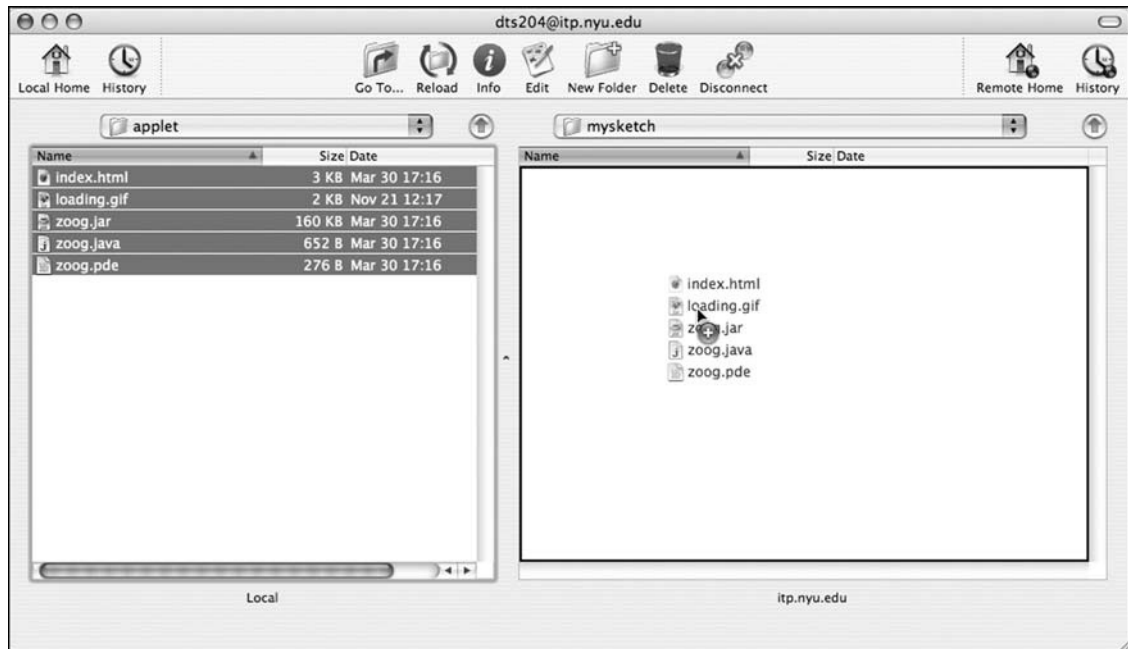 dts204@itp.nyu.edu
Local Home History Go To... Reload Info Edit New Folder Delete Disconnect Remote Home History
applet mysketch
Name Size Date Name Size Date
index.html 3 KB Mar 30 17:16
loading.gif 2 KB Nov 21 12:17
zoog.jar 160 KB Mar 30 17:16
zoog.java 652 B Mar 30 17:16
zoog.pde 276 B Mar 30 17:16
index.html
loading.gif
zoog.jar
zoog.java
zoog.pde
Local itp.nyu.edu